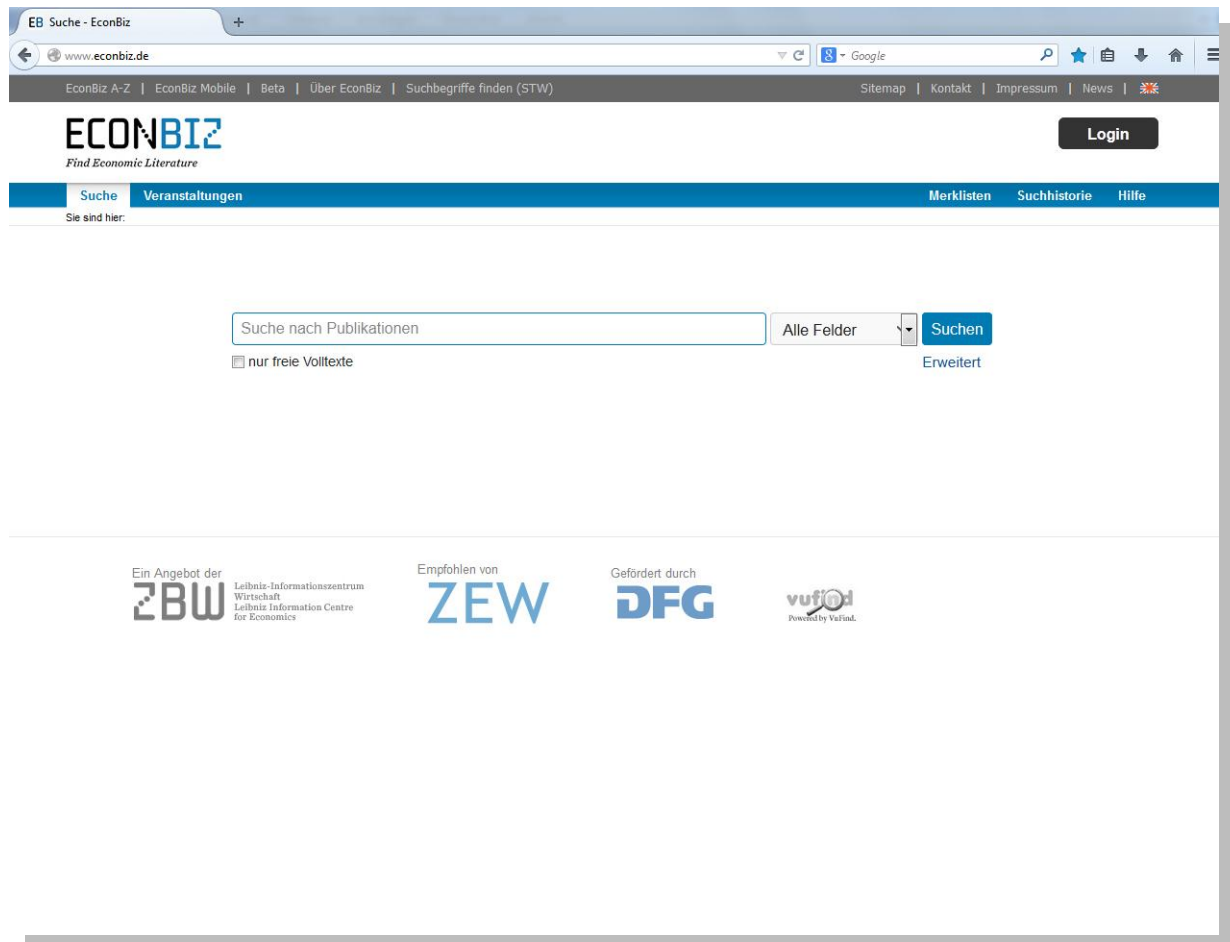 EB Suche - EconBiz +
www.econbiz.de 8 Google
EconBiz A-Z | EconBiz Mobile | Beta | Über EconBiz | Suchbegriffe finden (STW) Sitemap | Kontakt | Impressum | News |
ECONBIZ
Find Economic Literature
Login
Suche Veranstaltungen Merklisten Suchhistorie Hilfe
Sie sind hier:
Suche nach Publikationen Alle Felder Suchen
nur freie Volltexte Erweitert
Ein Angebot der
ZBW
Leibniz-Informationszentrum
Wirtschaft
Leibniz Information Centre
for Economics
Empfohlen von
ZEW
Gefördert durch
DFG
vufind
Powered by VuFind.